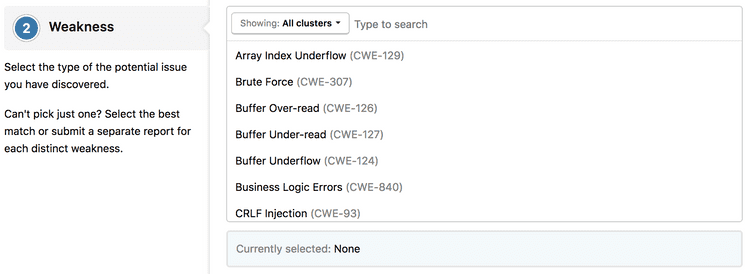 2 Weakness
Select the type of the potential issue
you have discovered.
Can't pick just one? Select the best
match or submit a separate report for
each distinct weakness.
Showing: All clusters Type to search
Array Index Underflow (CWE-129)
Brute Force (CWE-307)
Buffer Over-read (CWE-126)
Buffer Under-read (CWE-127)
Buffer Underflow (CWE-124)
Business Logic Errors (CWE-840)
CRLF Injection (CWE-93)
Currently selected: None